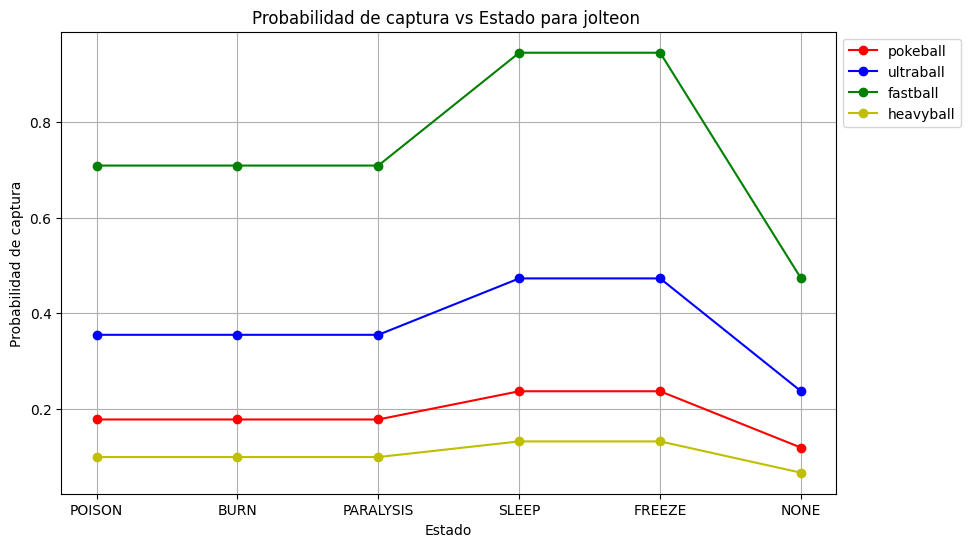 Probabilidad de captura vs Estado para jolteon
pokeball
ultraball
fastball
heavyball
Probabilidad de captura
0.8
0.6
0.4
0.2
POISON BURN PARALYSIS SLEEP FREEZE NONE
Estado